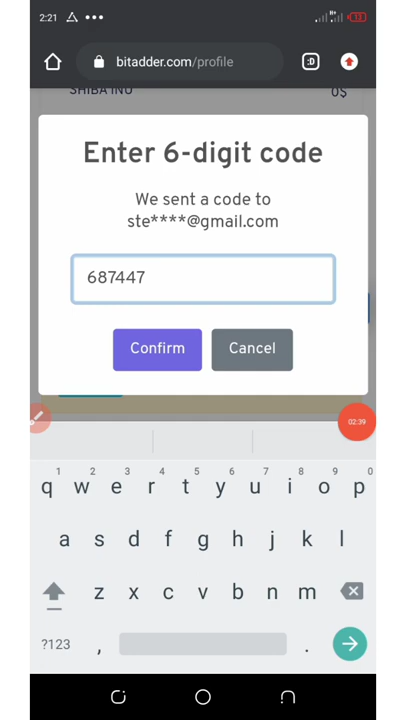 2:21
13
bitadder.com/profile
:D
SHIBA INU
0$
Enter 6-digit code
We sent a code to
ste****@gmail.com
687447
Confirm
Cancel
02:39
1 2 3 4 5 6 7 8 9 0
q w e r t y u i o p
a s d f g h j k l
z x c v b n m
?123 , .